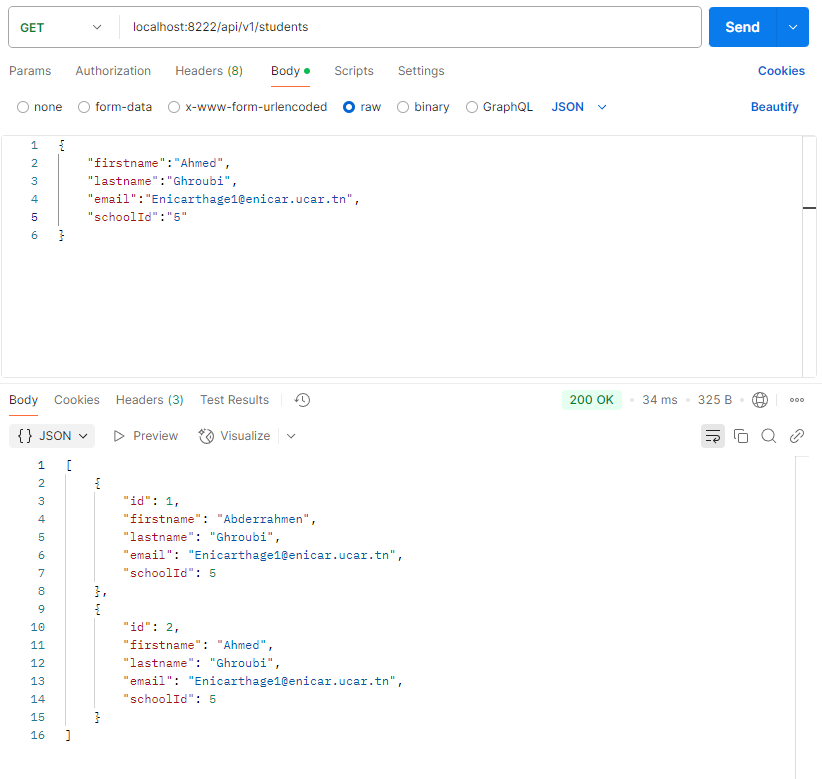 GET localhost:8222/api/v1/students Send
Params Authorization Headers (8) Body Scripts Settings Cookies
none form-data x-www-form-urlencoded raw binary GraphQL JSON Beautify
1 {
2 "firstname":"Ahmed",
3 "lastname":"Ghroubi",
4 "email":"Enicarthage1@enicar.ucar.tn",
5 "schoolId":"5"
6 }
Body Cookies Headers (3) Test Results 200 OK 34 ms 325 B
{} JSON Preview Visualize
1 [
2 {
3 "id": 1,
4 "firstname": "Abderrahmen",
5 "lastname": "Ghroubi",
6 "email": "Enicarthage1@enicar.ucar.tn",
7 "schoolId": 5
8 },
9 {
10 "id": 2,
11 "firstname": "Ahmed",
12 "lastname": "Ghroubi",
13 "email": "Enicarthage1@enicar.ucar.tn",
14 "schoolId": 5
15 }
16 ]